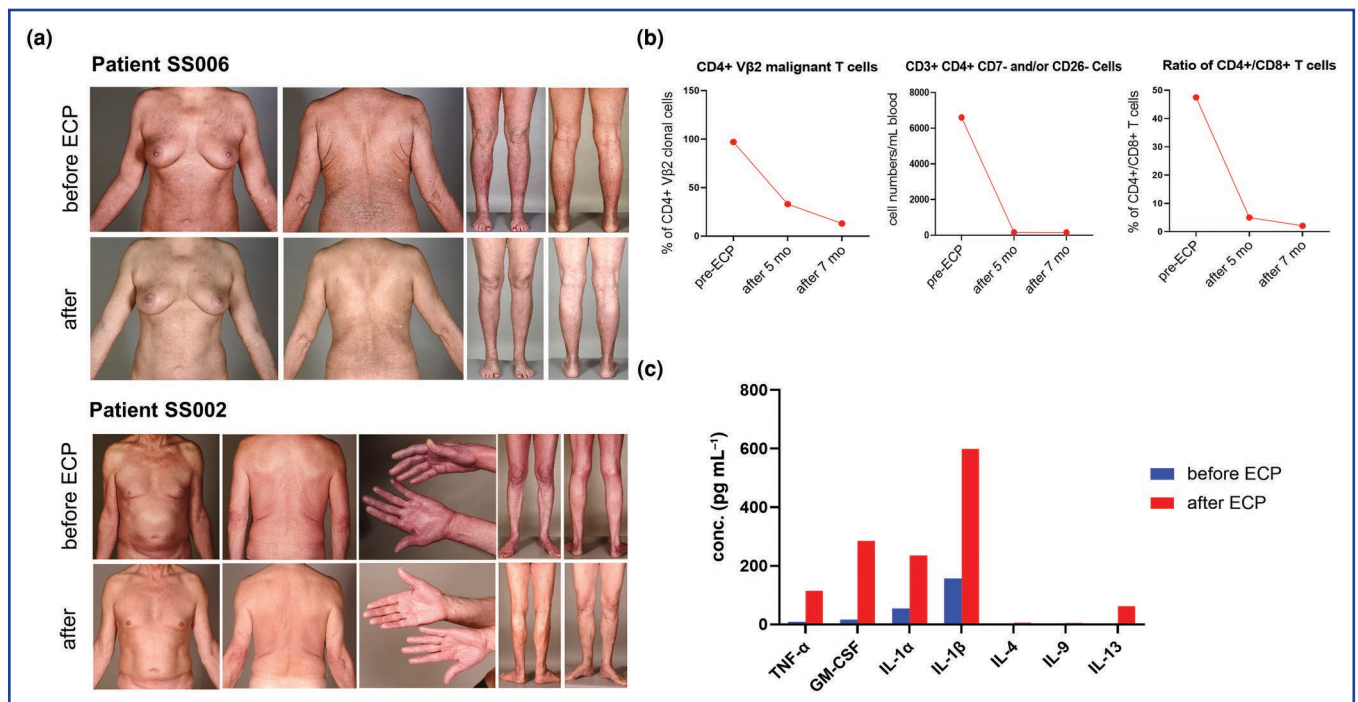 (a)
Patient SS006
before ECP
after
Patient SS002
before ECP
after
(b)
CD4+ Vβ2 malignant T cells
% of CD4+ Vβ2 clonal cells
150
100
50
0
pre-ECP
after 5 mo
after 7 mo
CD3+ CD4+ CD7- and/or CD26- Cells
cell numbers/mL blood
8000
6000
4000
2000
0
pre-ECP
after 5 mo
after 7 mo
Ratio of CD4+/CD8+ T cells
% of CD4+/CD8+ T cells
50
40
30
20
10
0
pre-ECP
after 5 mo
after 7 mo
(c)
conc. (pg mL⁻¹)
800
600
400
200
0
TNF-α
GM-CSF
IL-1α
IL-1β
IL-4
IL-9
IL-13
before ECP
after ECP